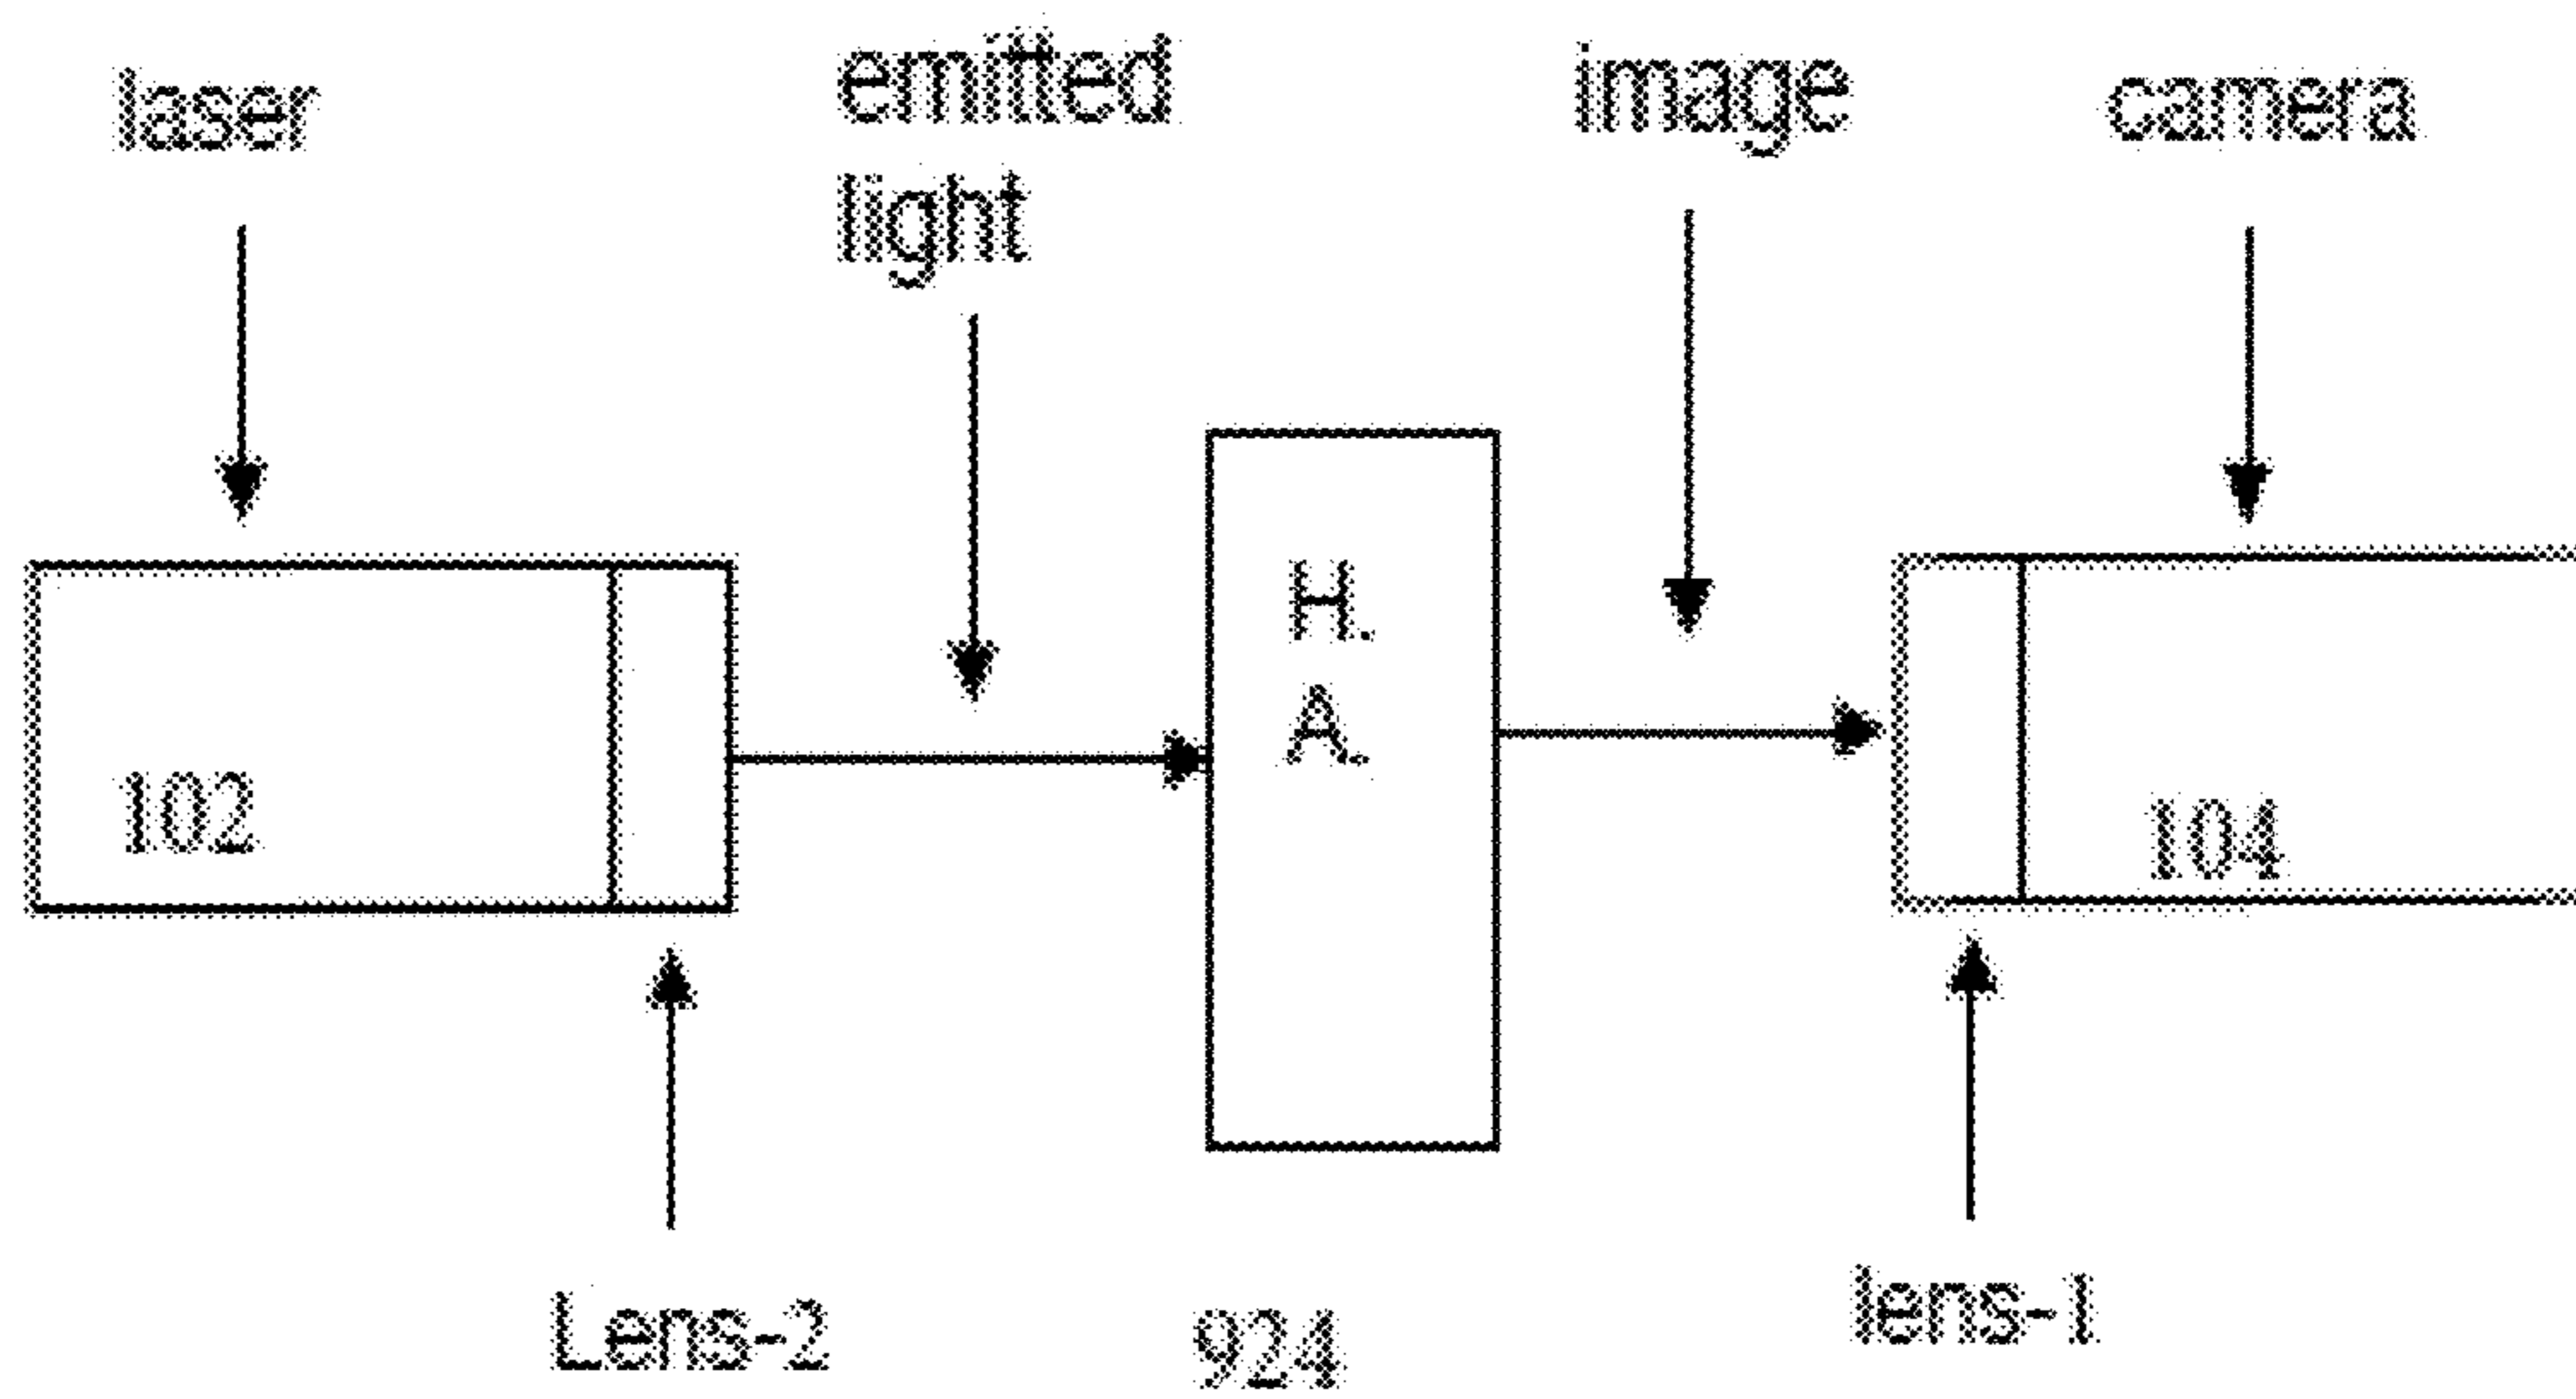 laser
emitted
light
image
camera
H.
A.
102
104
Lens-2
924
lens-1